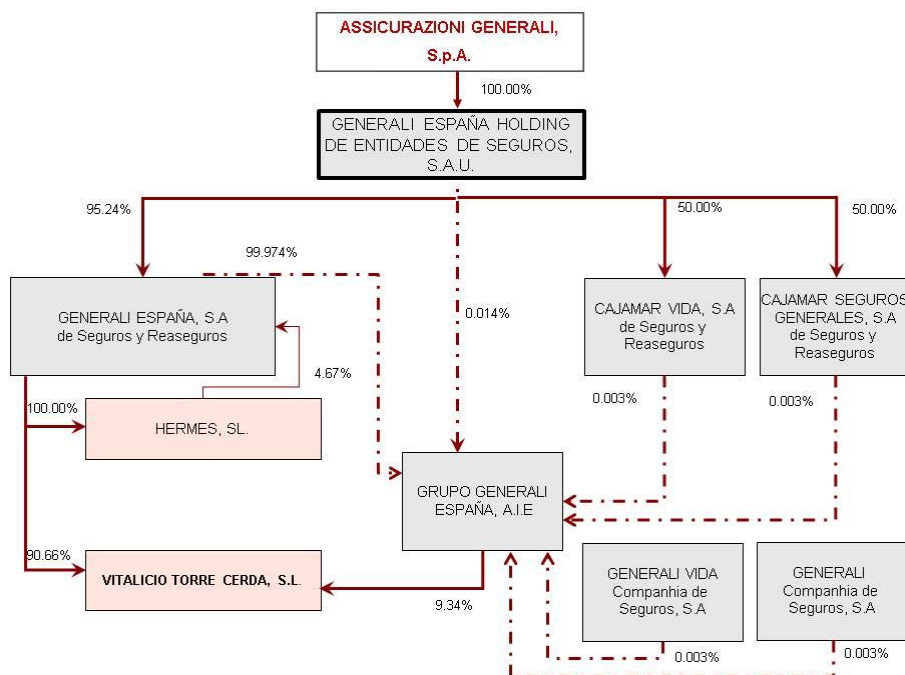 ASSICURAZIONI GENERALI,
S.p.A.
100.00%
GENERALI ESPAÑA HOLDING
DE ENTIDADES DE SEGUROS,
S.A.U.
95.24%
50.00%
50.00%
99.974%
GENERALI ESPAÑA, S.A
de Seguros y Reaseguros
0.014%
CAJAMAR VIDA, S.A
de Seguros y
Reaseguros
CAJAMAR SEGUROS
GENERALES, S.A
de Seguros y
Reaseguros
4.67%
0.003%
0.003%
100.00%
HERMES, SL.
GRUPO GENERALI
ESPAÑA, A.I.E
90.66%
VITALICIO TORRE CERDA, S.L.
9.34%
GENERALI VIDA
Companhia de
Seguros, S.A
GENERALI
Companhia de
Seguros, S.A
0.003%
0.003%